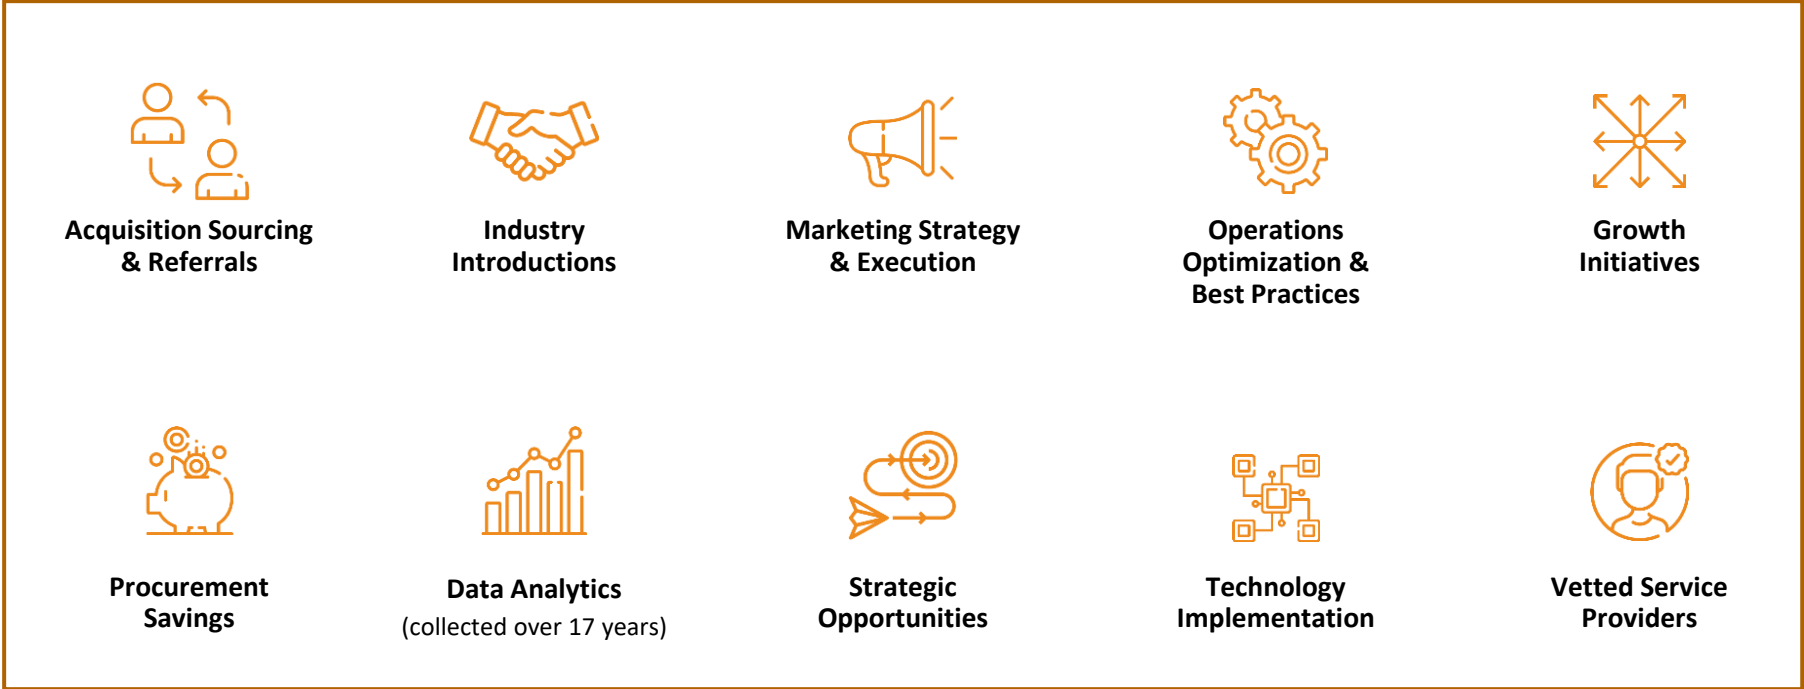 Acquisition Sourcing
& Referrals
Industry
Introductions
Marketing Strategy
& Execution
Operations
Optimization &
Best Practices
Growth
Initiatives
Procurement
Savings
Data Analytics
(collected over 17 years)
Strategic
Opportunities
Technology
Implementation
Vetted Service
Providers